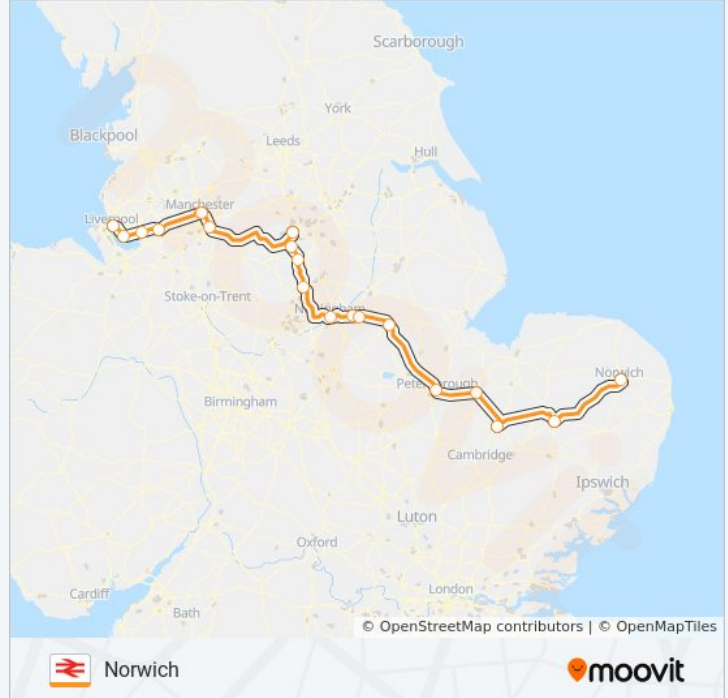 Scarborough
York
Blackpool
Leeds
Hull
Manchester
Liverpool
Stoke-on-Trent
Nottingham
Norwich
Peterborough
Birmingham
Cambridge
Ipswich
Luton
Oxford
Cardiff
London
Bath
© OpenStreetMap contributors | © OpenMapTiles
Norwich
moovit